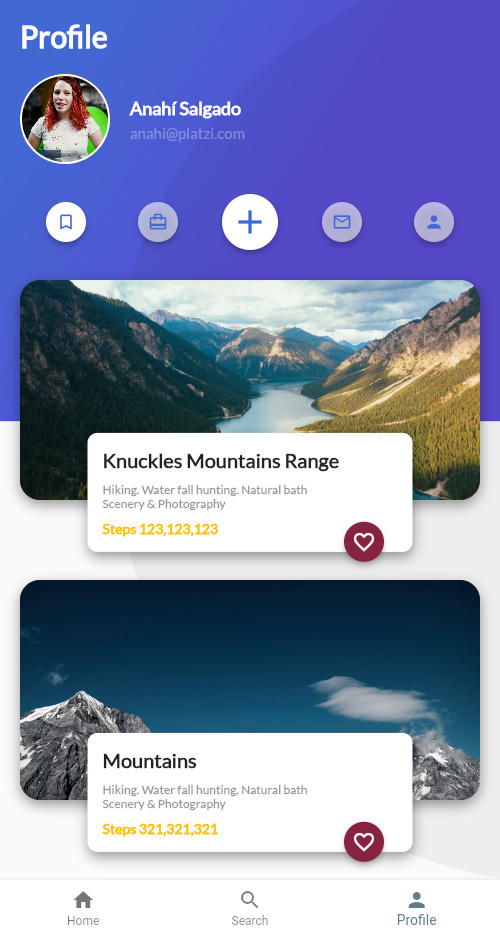 Profile
Anahí Salgado
anahi@platzi.com
Knuckles Mountains Range
Hiking. Water fall hunting. Natural bath
Scenery & Photography
Steps 123,123,123
Mountains
Hiking. Water fall hunting. Natural bath
Scenery & Photography
Steps 321,321,321
Home
Search
Profile